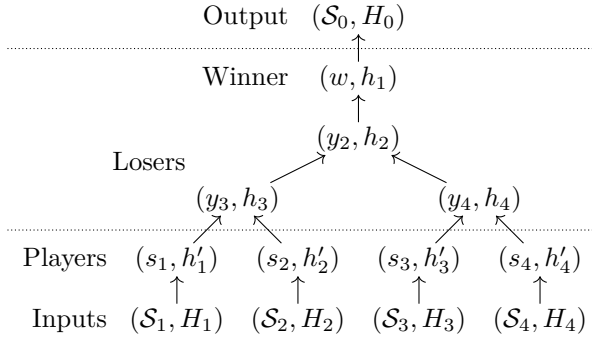 Output (𝒮₀, H₀)
Winner (w, h₁)
(y₂, h₂)
Losers
(y₃, h₃) (y₄, h₄)
Players (s₁, h′₁) (s₂, h′₂) (s₃, h′₃) (s₄, h′₄)
Inputs (𝒮₁, H₁) (𝒮₂, H₂) (𝒮₃, H₃) (𝒮₄, H₄)